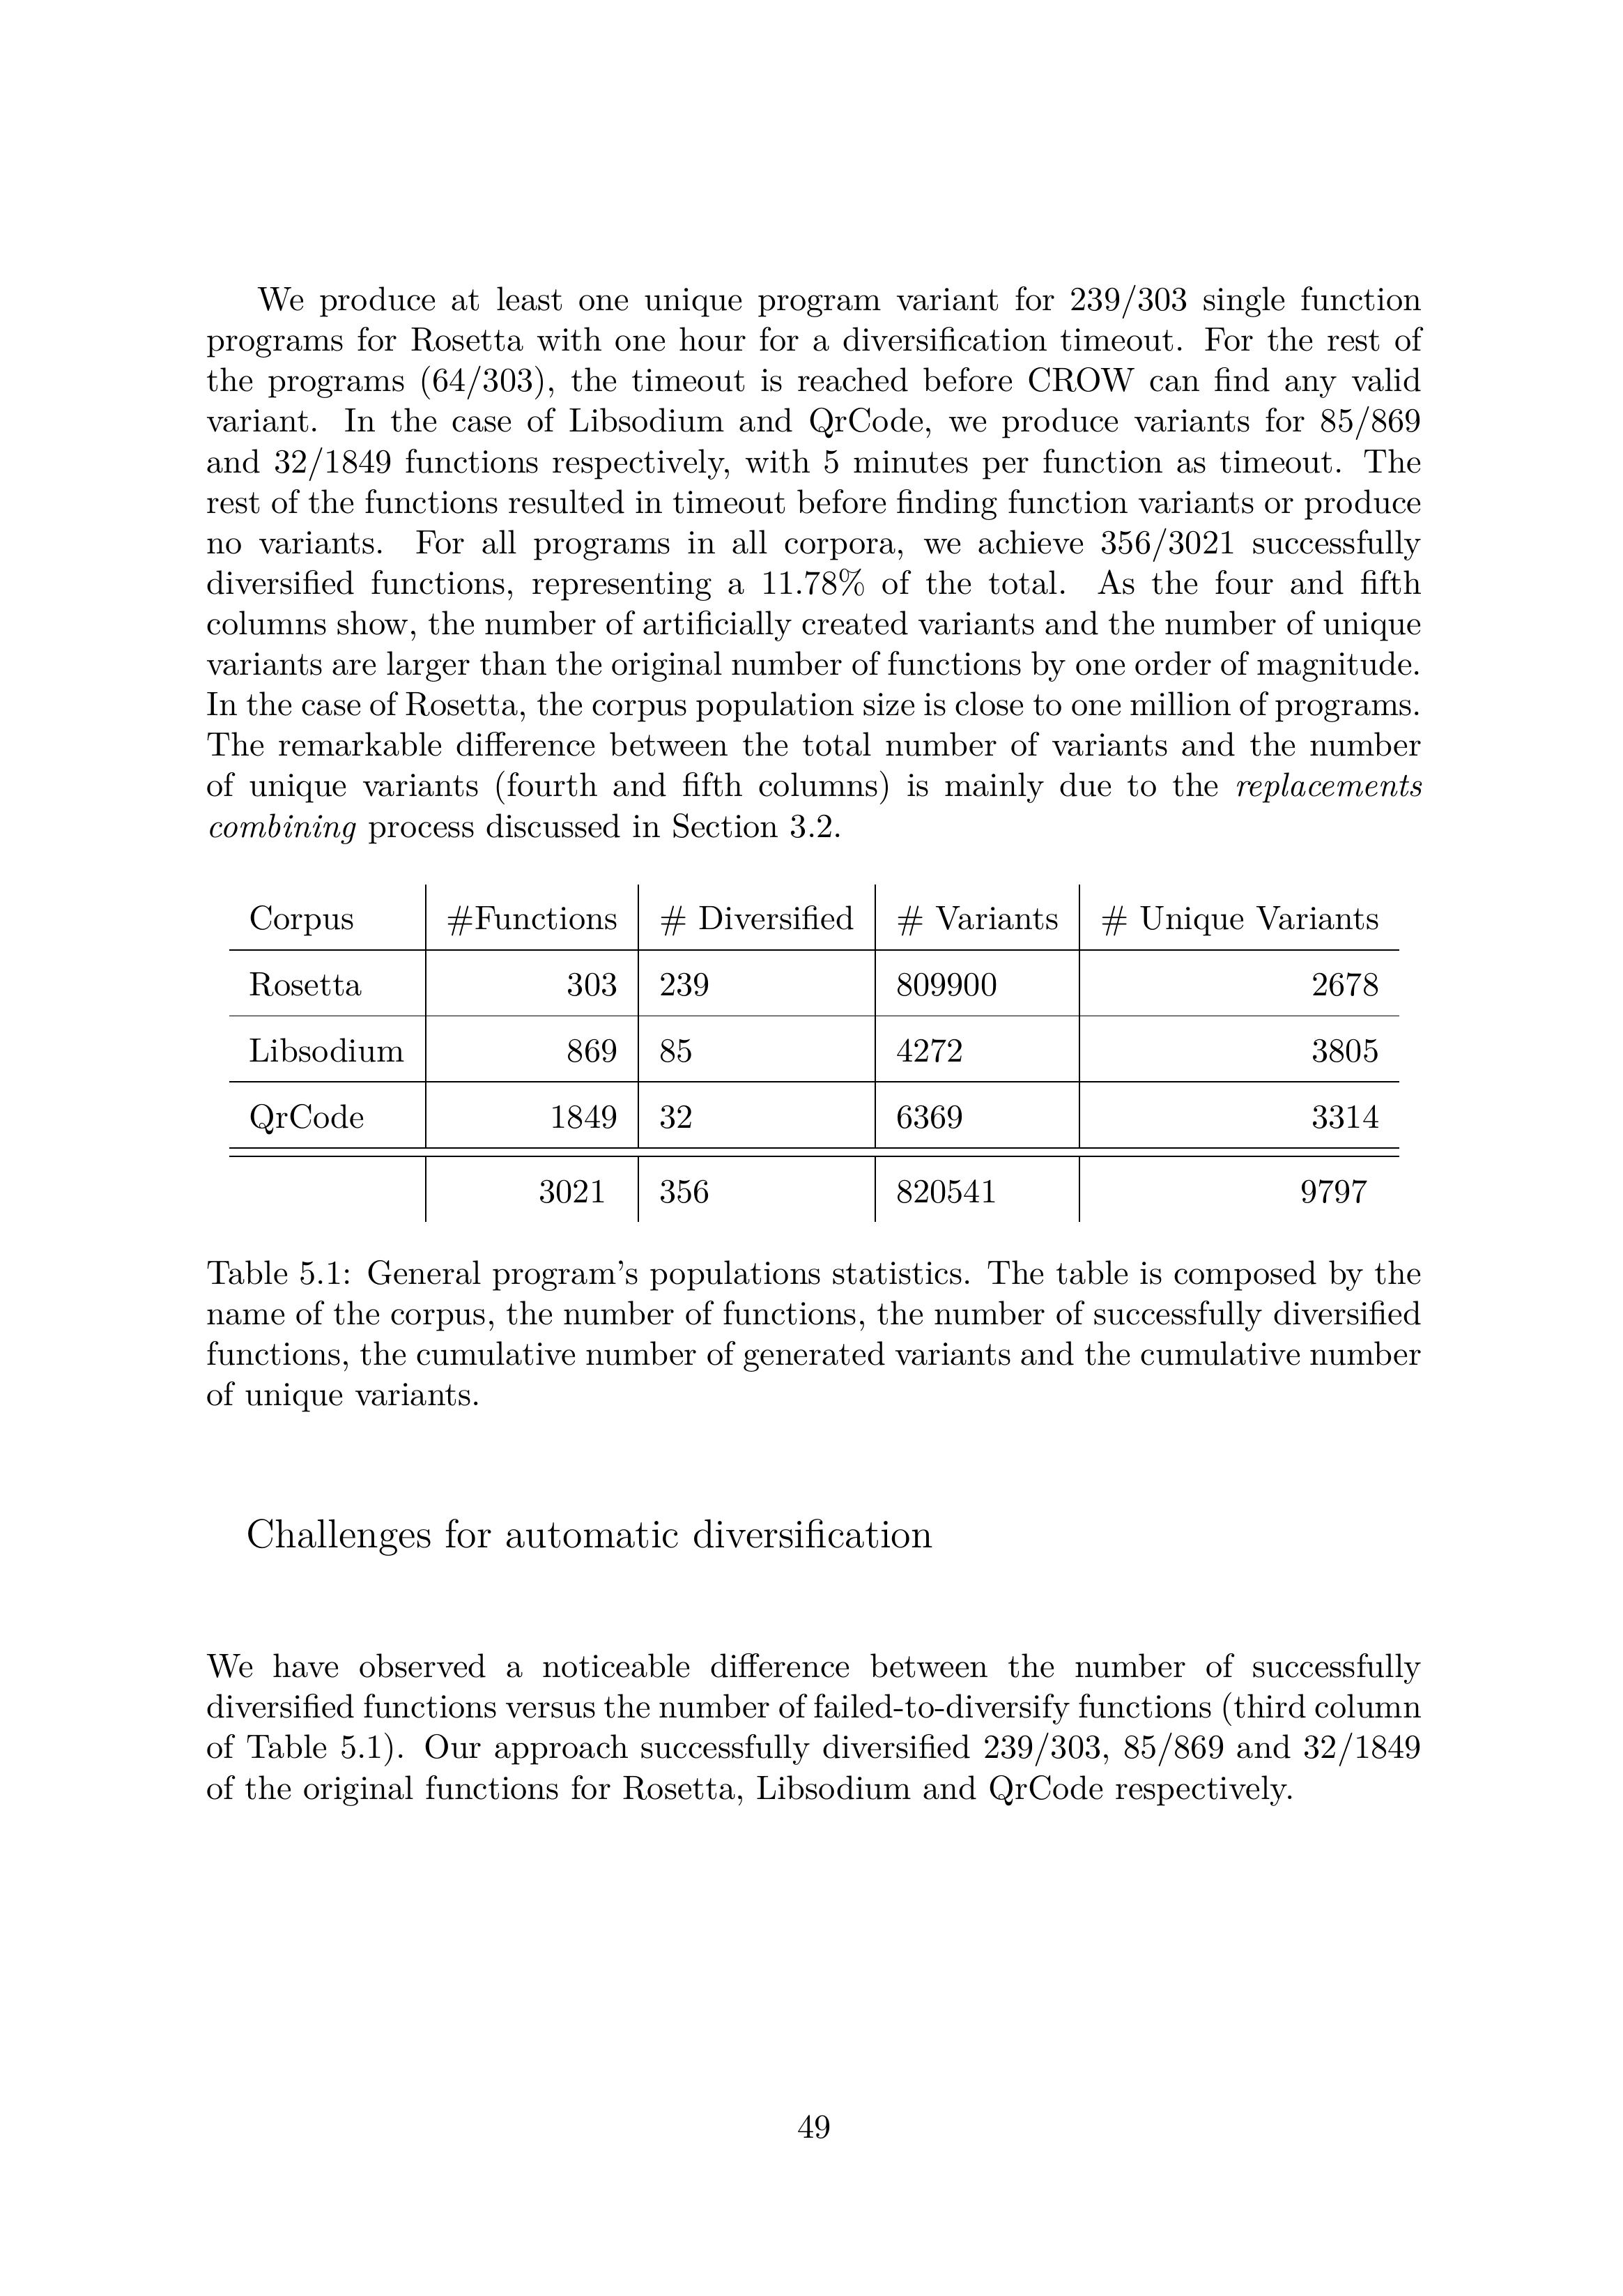 We produce at least one unique program variant for 239/303 single function
programs for Rosetta with one hour for a diversification timeout. For the rest of
the programs (64/303), the timeout is reached before CROW can find any valid
variant. In the case of Libsodium and QrCode, we produce variants for 85/869
and 32/1849 functions respectively, with 5 minutes per function as timeout. The
rest of the functions resulted in timeout before finding function variants or produce
no variants. For all programs in all corpora, we achieve 356/3021 successfully
diversified functions, representing a 11.78% of the total. As the four and fifth
columns show, the number of artificially created variants and the number of unique
variants are larger than the original number of functions by one order of magnitude.
In the case of Rosetta, the corpus population size is close to one million of programs.
The remarkable difference between the total number of variants and the number
of unique variants (fourth and fifth columns) is mainly due to the replacements
combining process discussed in Section 3.2.
Corpus #Functions # Diversified # Variants # Unique Variants
Rosetta 303 239 809900 2678
Libsodium 869 85 4272 3805
QrCode 1849 32 6369 3314
3021 356 820541 9797
Table 5.1: General program's populations statistics. The table is composed by the
name of the corpus, the number of functions, the number of successfully diversified
functions, the cumulative number of generated variants and the cumulative number
of unique variants.
Challenges for automatic diversification
We have observed a noticeable difference between the number of successfully
diversified functions versus the number of failed-to-diversify functions (third column
of Table 5.1). Our approach successfully diversified 239/303, 85/869 and 32/1849
of the original functions for Rosetta, Libsodium and QrCode respectively.
49